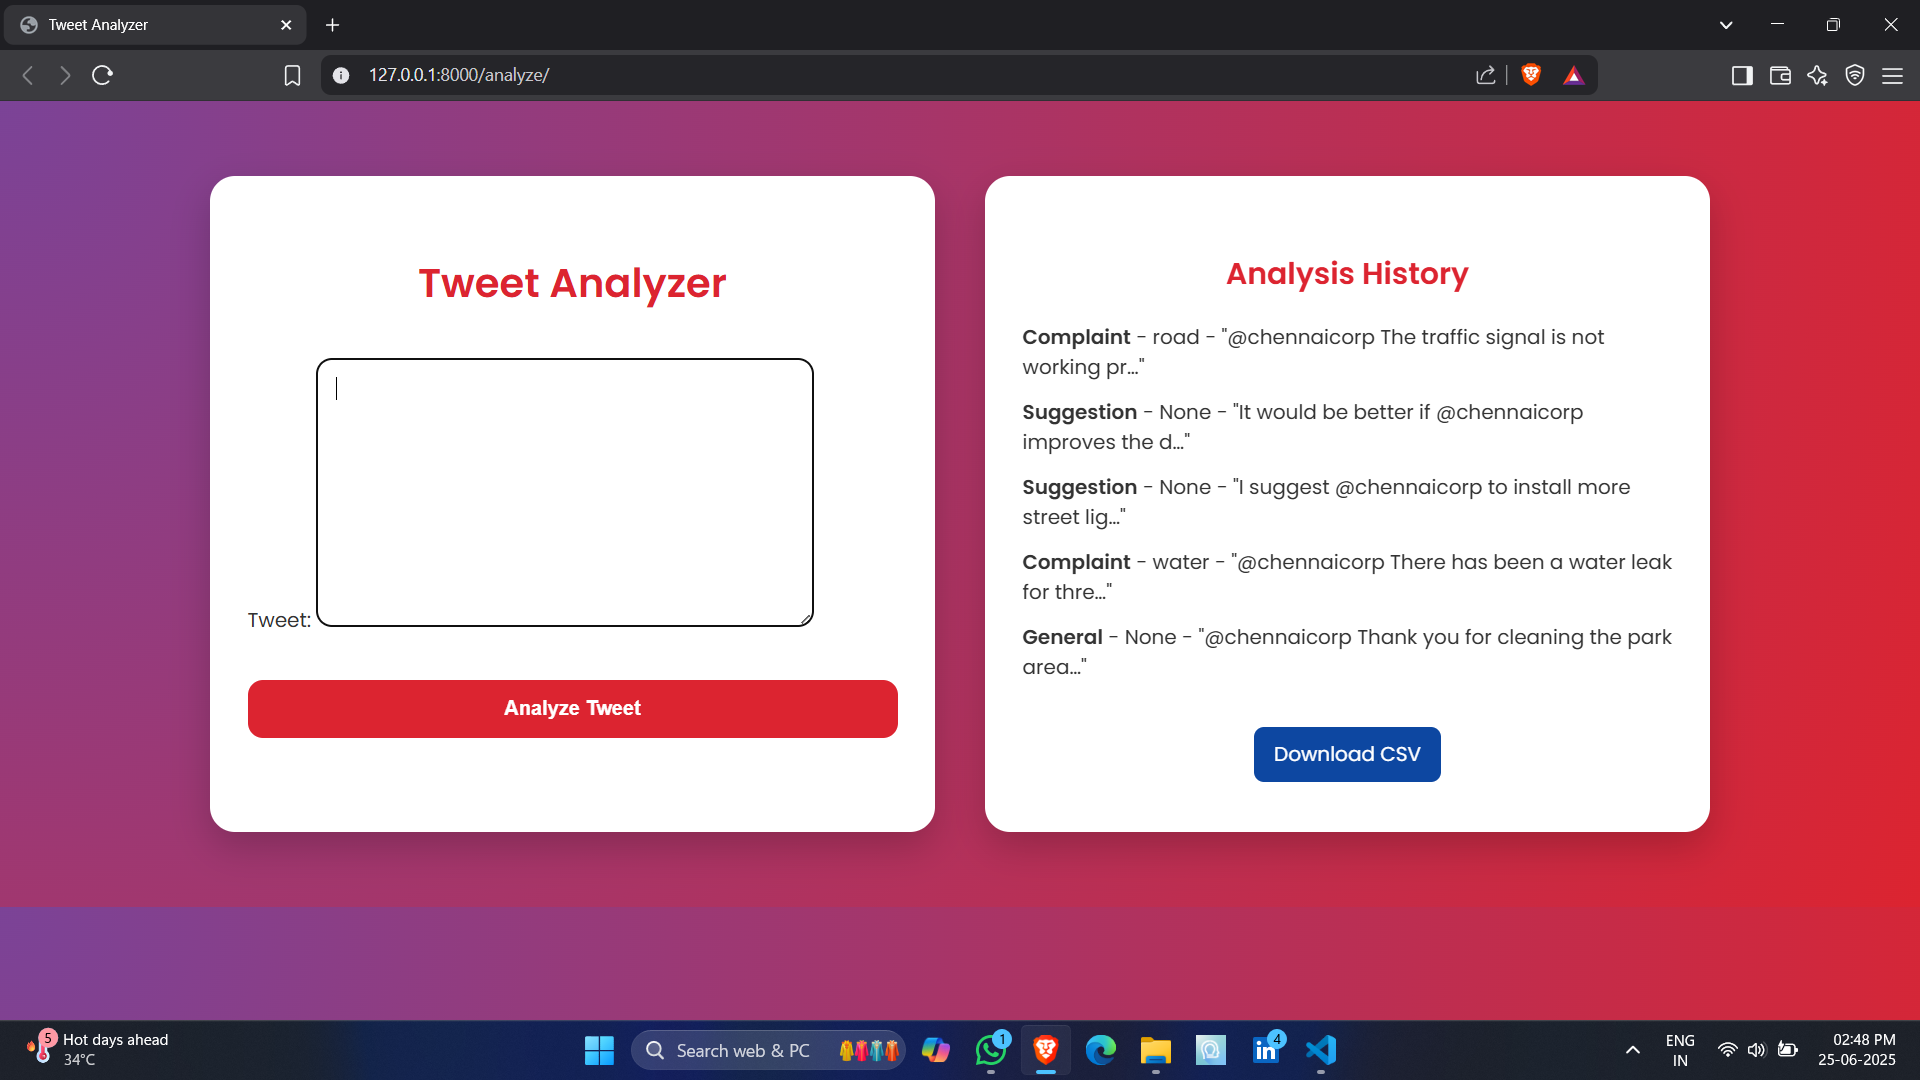 Tweet Analyzer
127.0.0.1:8000/analyze/
Tweet Analyzer
Tweet:
Analyze Tweet
Analysis History
Complaint - road - "@chennaicorp The traffic signal is not
working pr..."
Suggestion - None - "It would be better if @chennaicorp
improves the d..."
Suggestion - None - "I suggest @chennaicorp to install more
street lig..."
Complaint - water - "@chennaicorp There has been a water leak
for thre..."
General - None - "@chennaicorp Thank you for cleaning the park
area..."
Download CSV
5
Hot days ahead
34°C
Search web & PC
1
in
4
ENG
IN
02:48 PM
25-06-2025